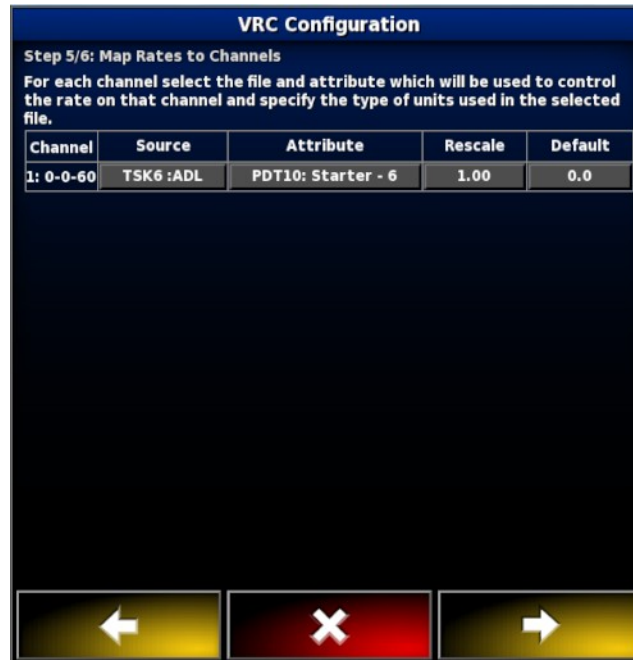 VRC Configuration
Step 5/6: Map Rates to Channels
For each channel select the file and attribute which will be used to control
the rate on that channel and specify the type of units used in the selected
file.
Channel Source Attribute Rescale Default
1: 0-0-60 TSK6 :ADL PDT10: Starter - 6 1.00 0.0